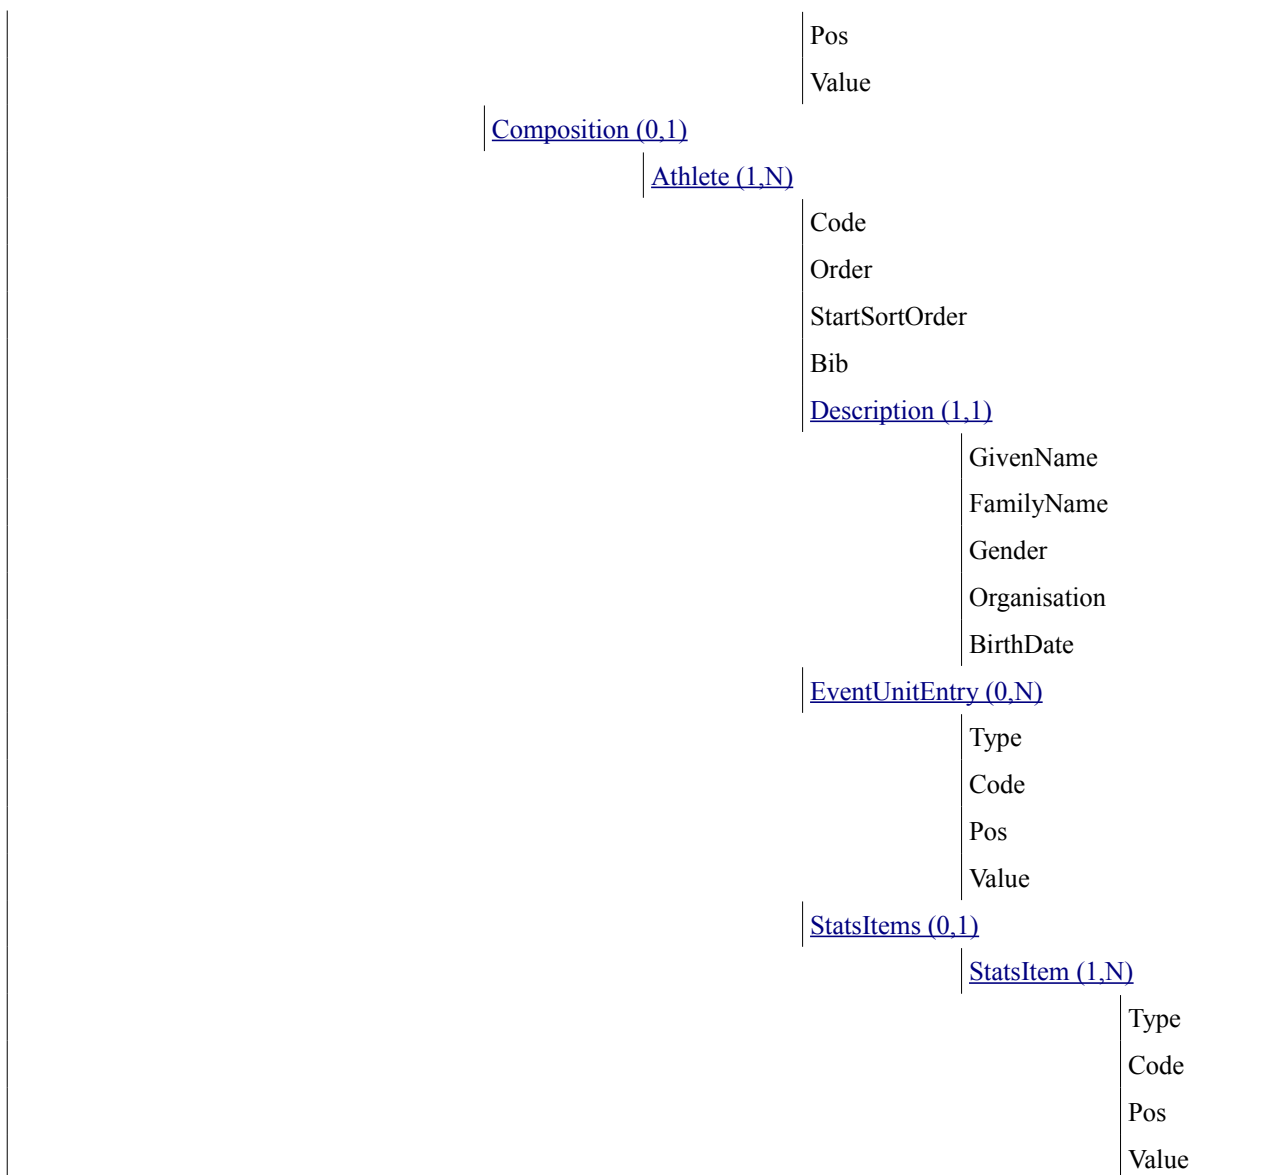 Pos
Value
Composition (0,1)
Athlete (1,N)
Code
Order
StartSortOrder
Bib
Description (1,1)
GivenName
FamilyName
Gender
Organisation
BirthDate
EventUnitEntry (0,N)
Type
Code
Pos
Value
StatsItems (0,1)
StatsItem (1,N)
Type
Code
Pos
Value